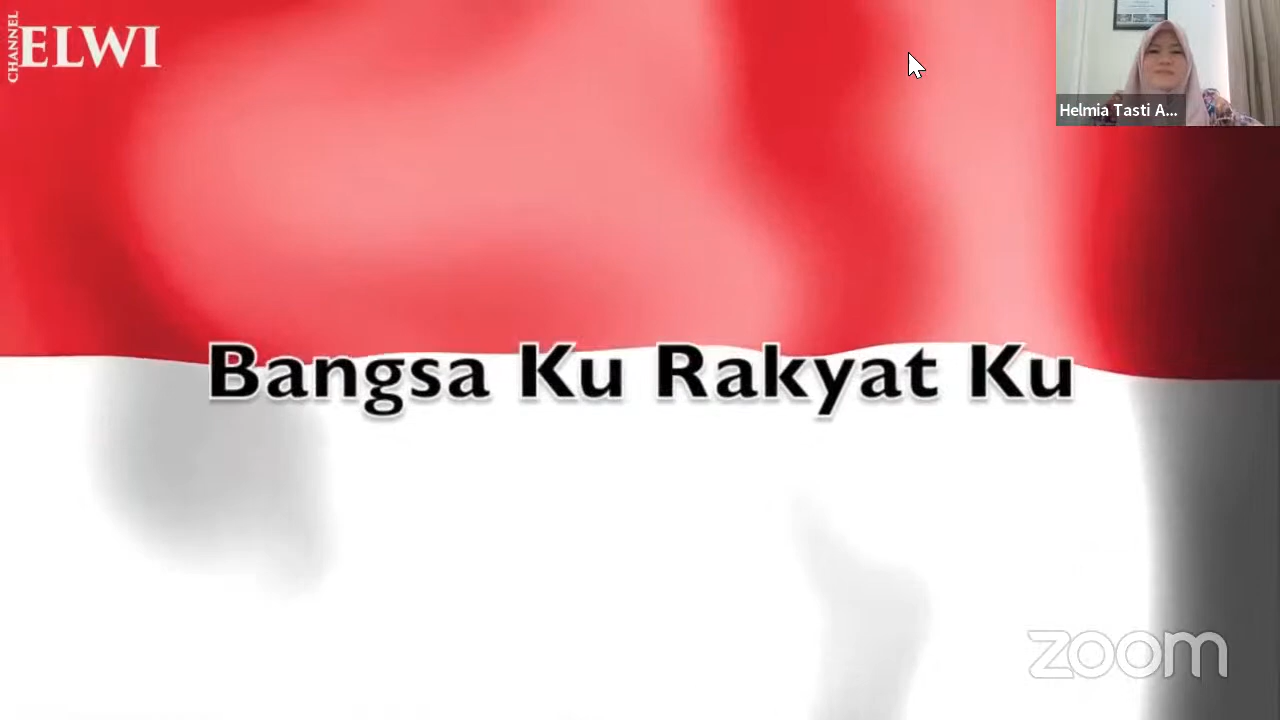 CHANNEL
ELWI
Helmia Tasti A...
Bangsa Ku Rakyat Ku
zoom